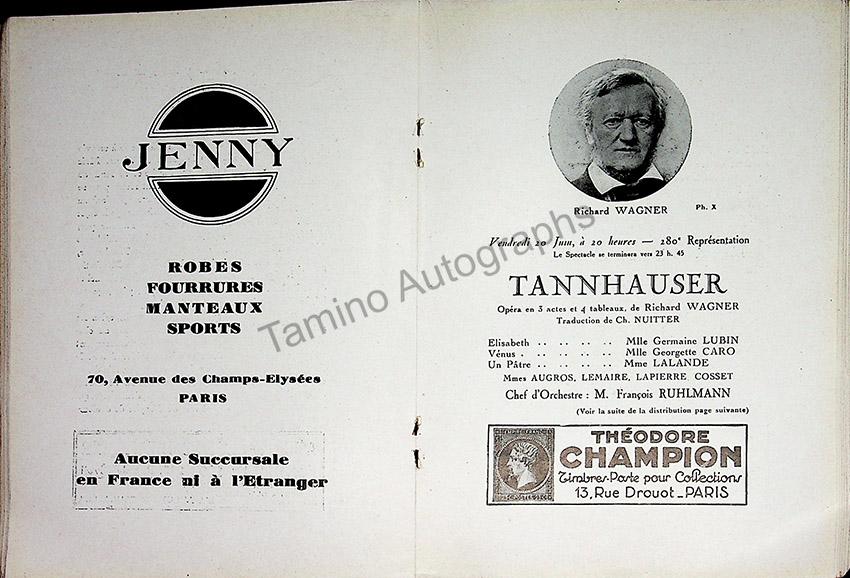 JENNY
ROBES
FOURRURES
MANTEAUX
SPORTS
70, Avenue des Champs-Elysées
PARIS
Aucune Succursale
en France ni à l'Etranger
Richard WAGNER
Ph. X
Vendredi 20 Juin, à 20 heures — 280e Représentation
Le Spectacle se terminera vers 23 h. 45
TANNHAUSER
Opéra en 3 actes et 4 tableaux, de Richard WAGNER
Traduction de Ch. NUITTER
Elisabeth .. .. .. .. .. Mlle Germaine LUBIN
Vénus . .. .. .. .. .. Mlle Georgette CARO
Un Pâtre .. .. .. .. .. Mme LALANDE
Mmes AUGROS, LEMAIRE, LAPIERRE, COSSET
Chef d'Orchestre : M. François RUHLMANN
(Voir la suite de la distribution page suivante)
THÉODORE
CHAMPION
Timbres-Poste pour Collections
13, Rue Drouot_PARIS
Tamino Autographs